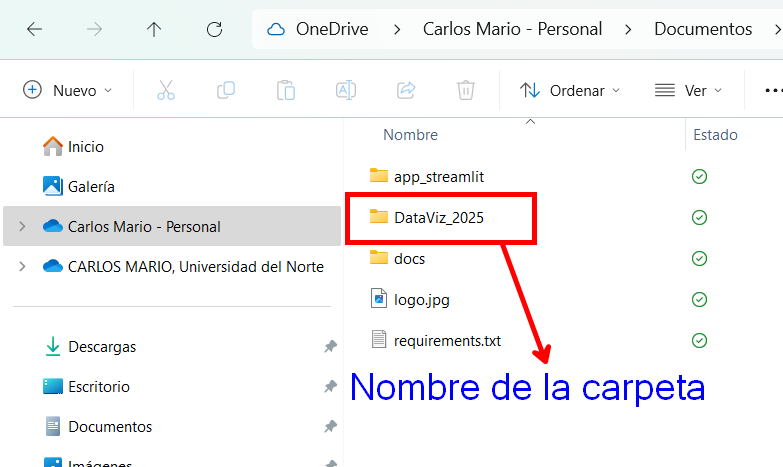 OneDrive > Carlos Mario - Personal > Documentos >
Nuevo Ordenar Ver ...
Nombre Estado
Inicio
Galería
Carlos Mario - Personal
CARLOS MARIO, Universidad del Norte
Descargas
Escritorio
Documentos
Imágenes
app_streamlit
DataViz_2025
docs
logo.jpg
requirements.txt
Nombre de la carpeta